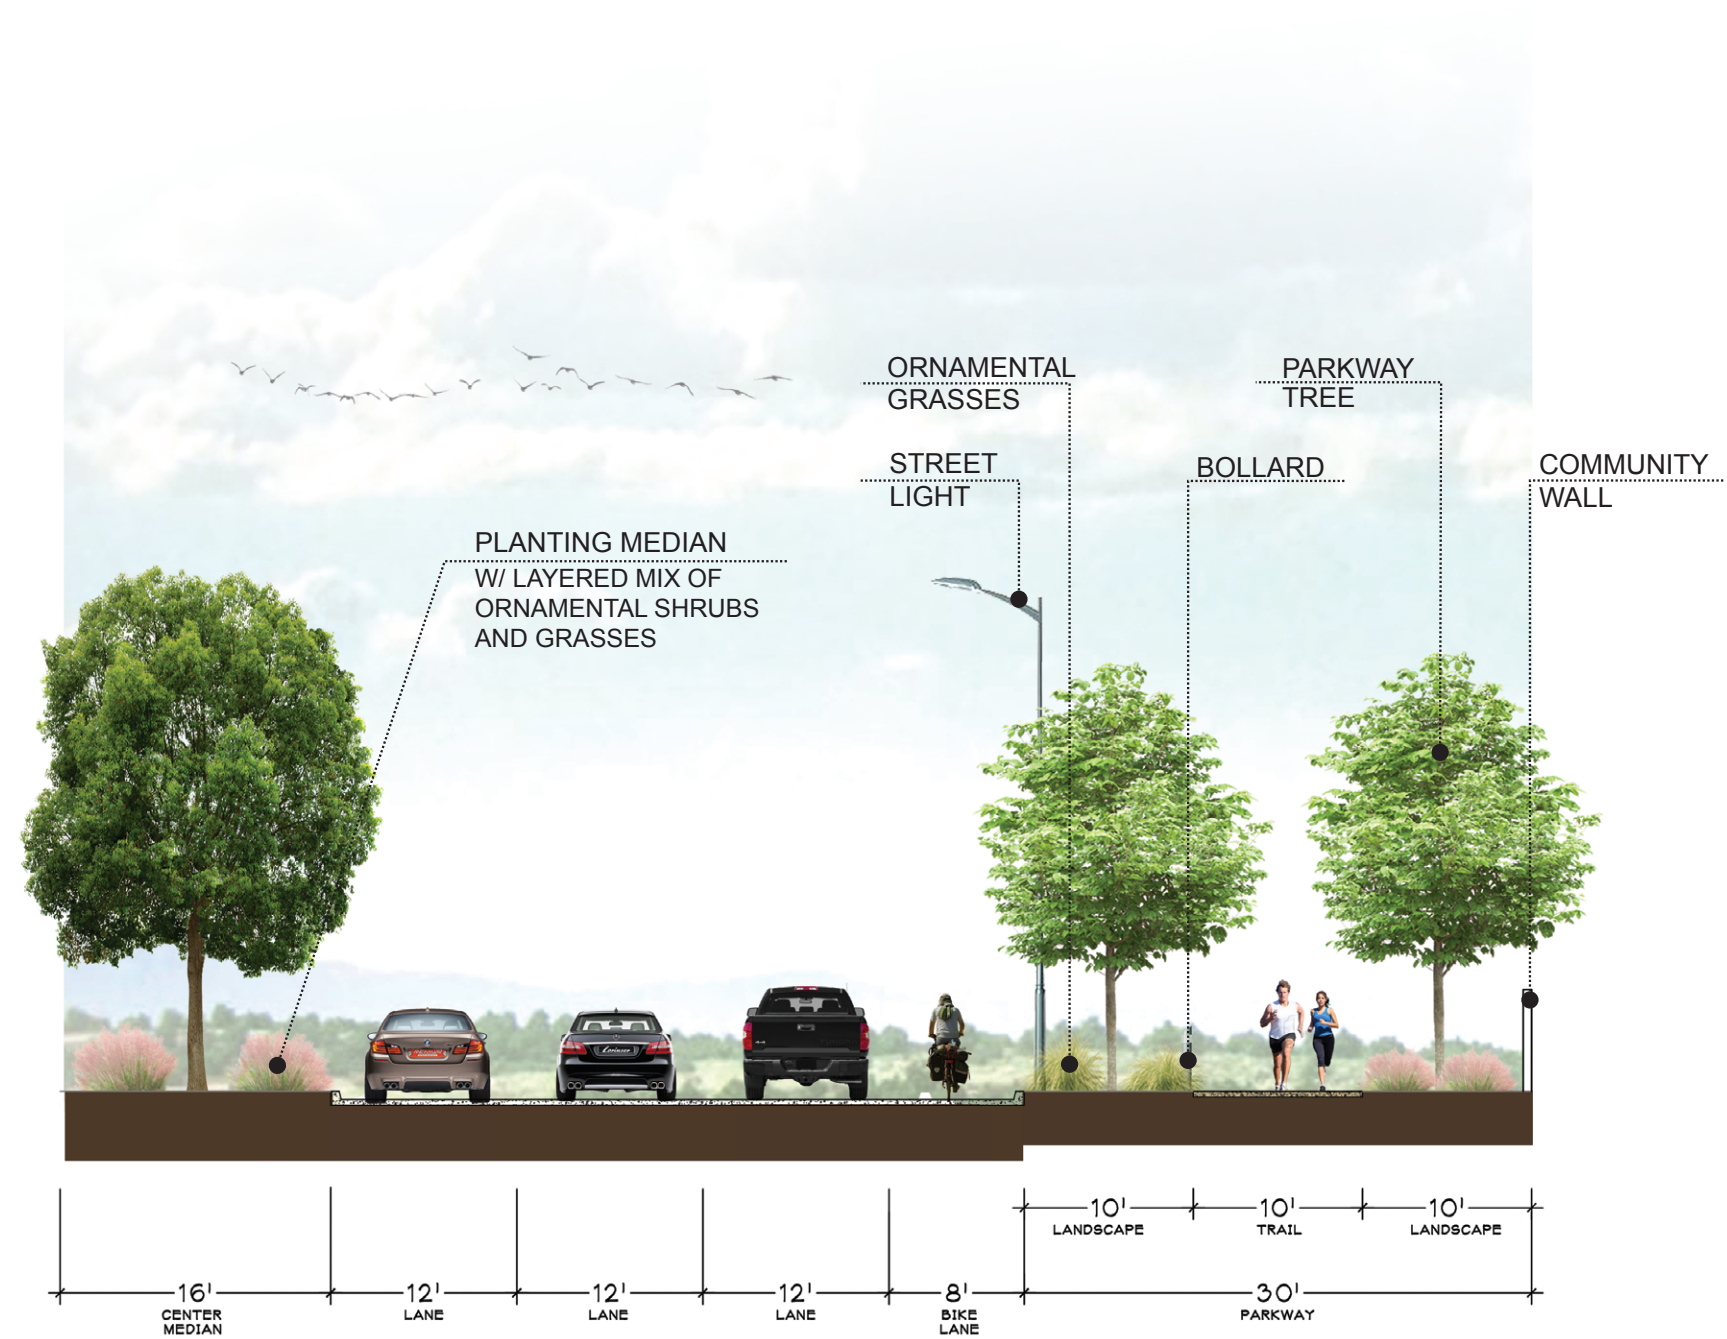 ORNAMENTAL
GRASSES
PARKWAY
TREE
STREET
LIGHT
BOLLARD
COMMUNITY
WALL
PLANTING MEDIAN
W/ LAYERED MIX OF
ORNAMENTAL SHRUBS
AND GRASSES
Lorinser
10'
LANDSCAPE
10'
TRAIL
10'
LANDSCAPE
16'
CENTER
MEDIAN
12'
LANE
12'
LANE
12'
LANE
8'
BIKE
LANE
30'
PARKWAY